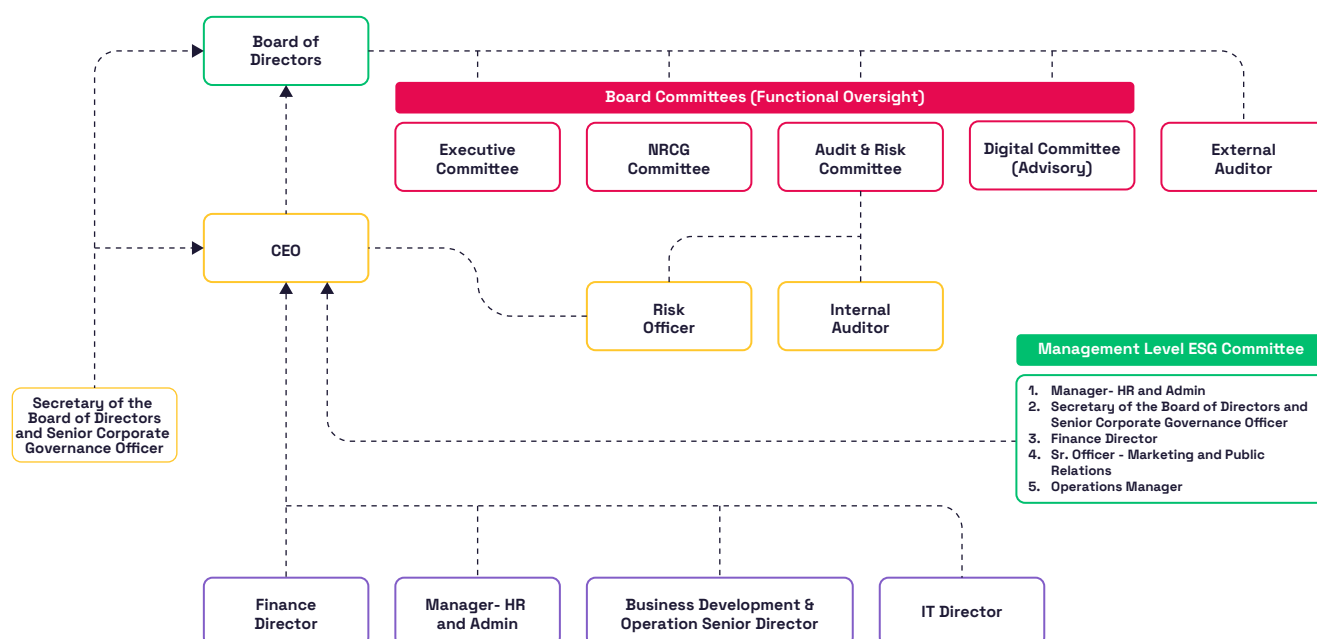 Board of
Directors
Board Committees (Functional Oversight)
Executive
Committee
NRCG
Committee
Audit & Risk
Committee
Digital Committee
(Advisory)
External
Auditor
CEO
Risk
Officer
Internal
Auditor
Management Level ESG Committee
1. Manager- HR and Admin
2. Secretary of the Board of Directors and
Senior Corporate Governance Officer
3. Finance Director
4. Sr. Officer - Marketing and Public
Relations
5. Operations Manager
Secretary of the
Board of Directors
and Senior Corporate
Governance Officer
Finance
Director
Manager- HR
and Admin
Business Development &
Operation Senior Director
IT Director